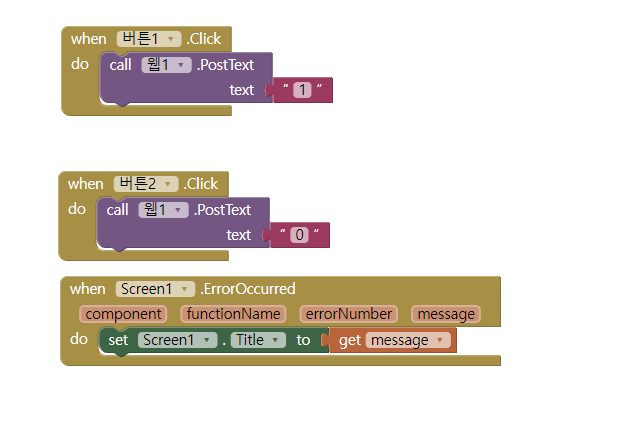 when 버튼1 .Click
do call 웹1 .PostText
text " 1 "
when 버튼2 .Click
do call 웹1 .PostText
text " 0 "
when Screen1 .ErrorOccurred
component functionName errorNumber message
do set Screen1 . Title to get message